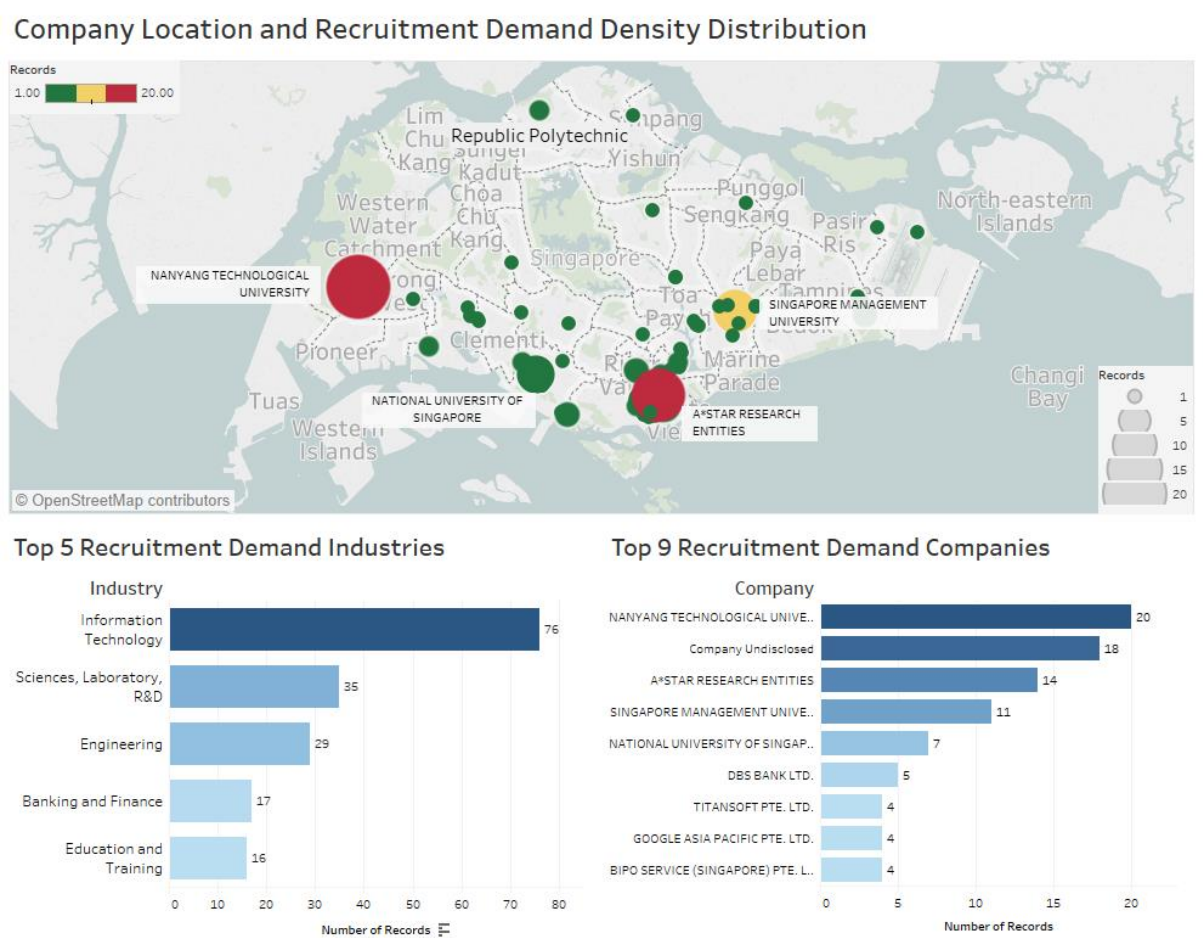 Company Location and Recruitment Demand Density Distribution
Records
1.00 20.00
Lim
Chu
Kang
Republic Polytechnic
Sungei
Kadut
Simpang
Yishun
Choa
Chu
Kang
Western
Water
Catchment
Punggol
Sengkang
Pasir
Ris
North-eastern
Islands
Singapore
Paya
Lebar
Tampines
NANYANG TECHNOLOGICAL
UNIVERSITY
Toa
SINGAPORE MANAGEMENT
UNIVERSITY
Bedok
Pioneer
Clementi
Marine
Parade
Tuas
Western
Islands
NATIONAL UNIVERSITY OF
SINGAPORE
A*STAR RESEARCH
ENTITIES
Changi
Bay
Records
1
5
10
15
20
© OpenStreetMap contributors
Top 5 Recruitment Demand Industries
Industry
Information
Technology
76
Sciences, Laboratory,
R&D
35
Engineering
29
Banking and Finance
17
Education and
Training
16
0 10 20 30 40 50 60 70 80
Number of Records
Top 9 Recruitment Demand Companies
Company
NANYANG TECHNOLOGICAL UNIVE.. 20
Company Undisclosed 18
A*STAR RESEARCH ENTITIES 14
SINGAPORE MANAGEMENT UNIVE.. 11
NATIONAL UNIVERSITY OF SINGAP.. 7
DBS BANK LTD. 5
TITANSOFT PTE. LTD. 4
GOOGLE ASIA PACIFIC PTE. LTD. 4
BIPO SERVICE (SINGAPORE) PTE. L.. 4
0 5 10 15 20
Number of Records